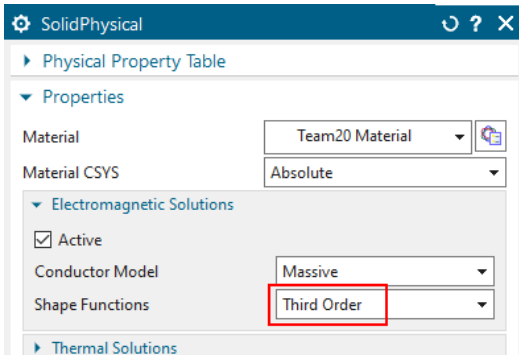 SolidPhysical ?
Physical Property Table
Properties
Material Team20 Material
Material CSYS Absolute
Electromagnetic Solutions
Active
Conductor Model Massive
Shape Functions Third Order
Thermal Solutions